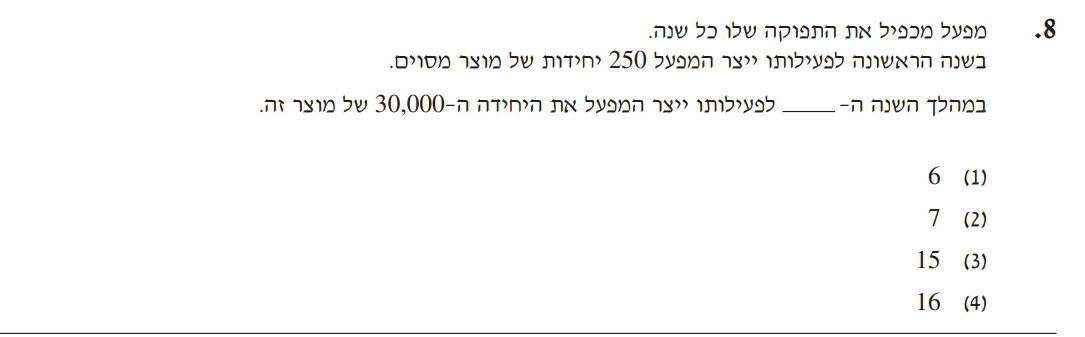 8. מפעל מכפיל את התפוקה שלו כל שנה.
בשנה הראשונה לפעילותו ייצר המפעל 250 יחידות של מוצר מסוים.
במהלך השנה ה- ____ לפעילותו ייצר המפעל את היחידה ה-30,000 של מוצר זה.
(1) 6
(2) 7
(3) 15
(4) 16